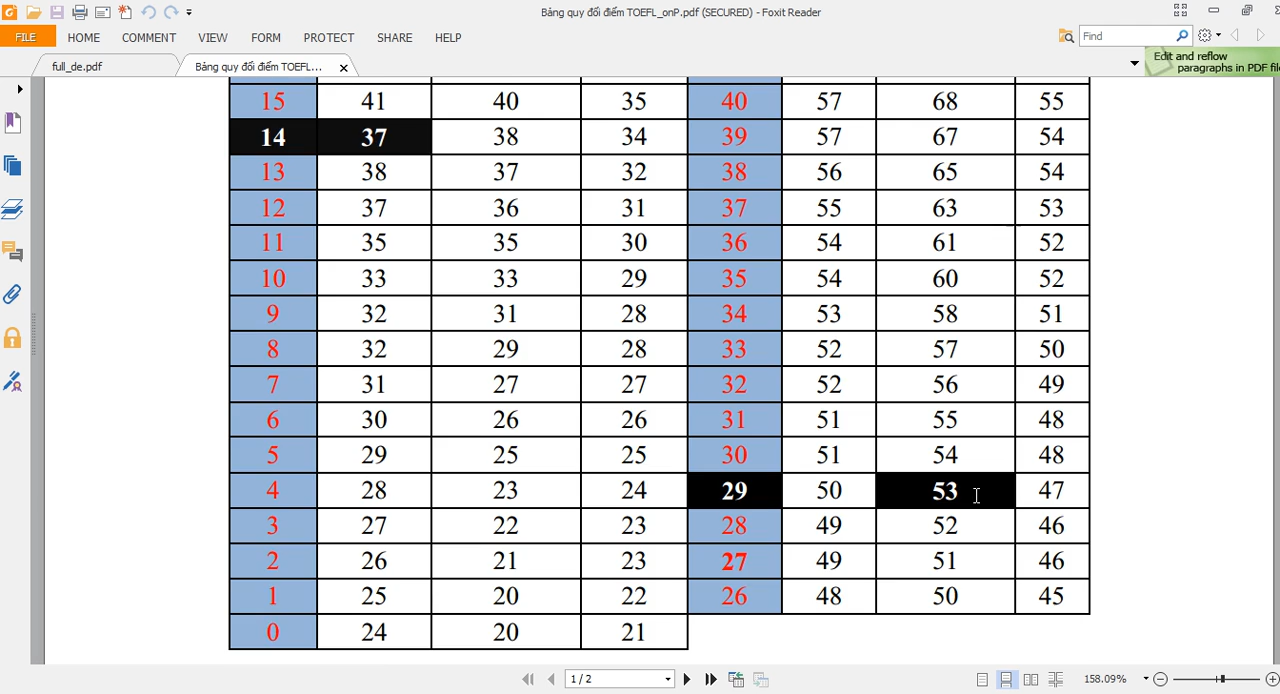 Bảng quy đổi điểm TOEFL_onP.pdf (SECURED) - Foxit Reader
FILE HOME COMMENT VIEW FORM PROTECT SHARE HELP
Find
full_de.pdf
Bảng quy đổi điểm TOEFL...
Edit and reflow
paragraphs in PDF file
15 41 40 35 40 57 68 55
14 37 38 34 39 57 67 54
13 38 37 32 38 56 65 54
12 37 36 31 37 55 63 53
11 35 35 30 36 54 61 52
10 33 33 29 35 54 60 52
9 32 31 28 34 53 58 51
8 32 29 28 33 52 57 50
7 31 27 27 32 52 56 49
6 30 26 26 31 51 55 48
5 29 25 25 30 51 54 48
4 28 23 24 29 50 53 47
3 27 22 23 28 49 52 46
2 26 21 23 27 49 51 46
1 25 20 22 26 48 50 45
0 24 20 21
1 / 2
158.09%